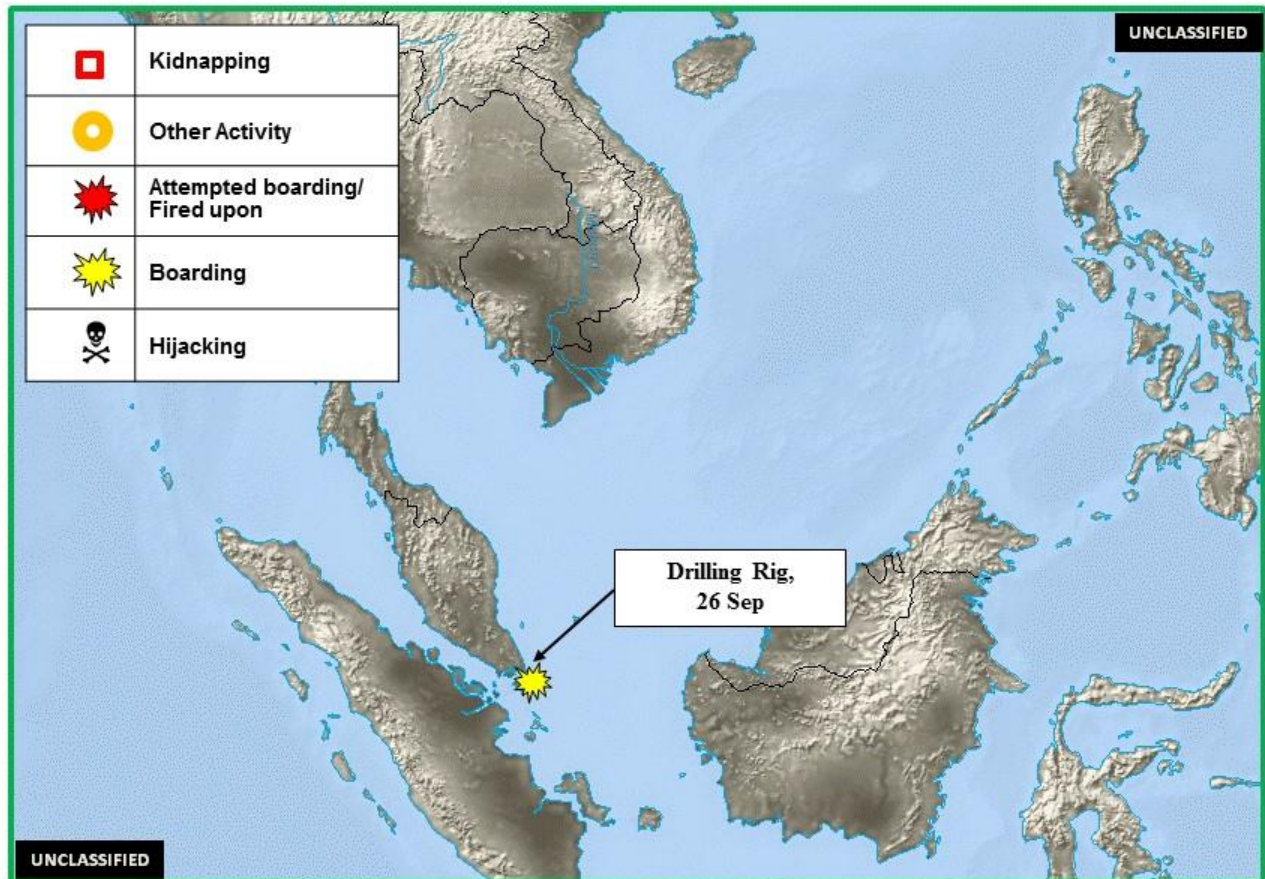 UNCLASSIFIED
Kidnapping
Other Activity
Attempted boarding/
Fired upon
Boarding
Hijacking
Drilling Rig,
26 Sep
UNCLASSIFIED